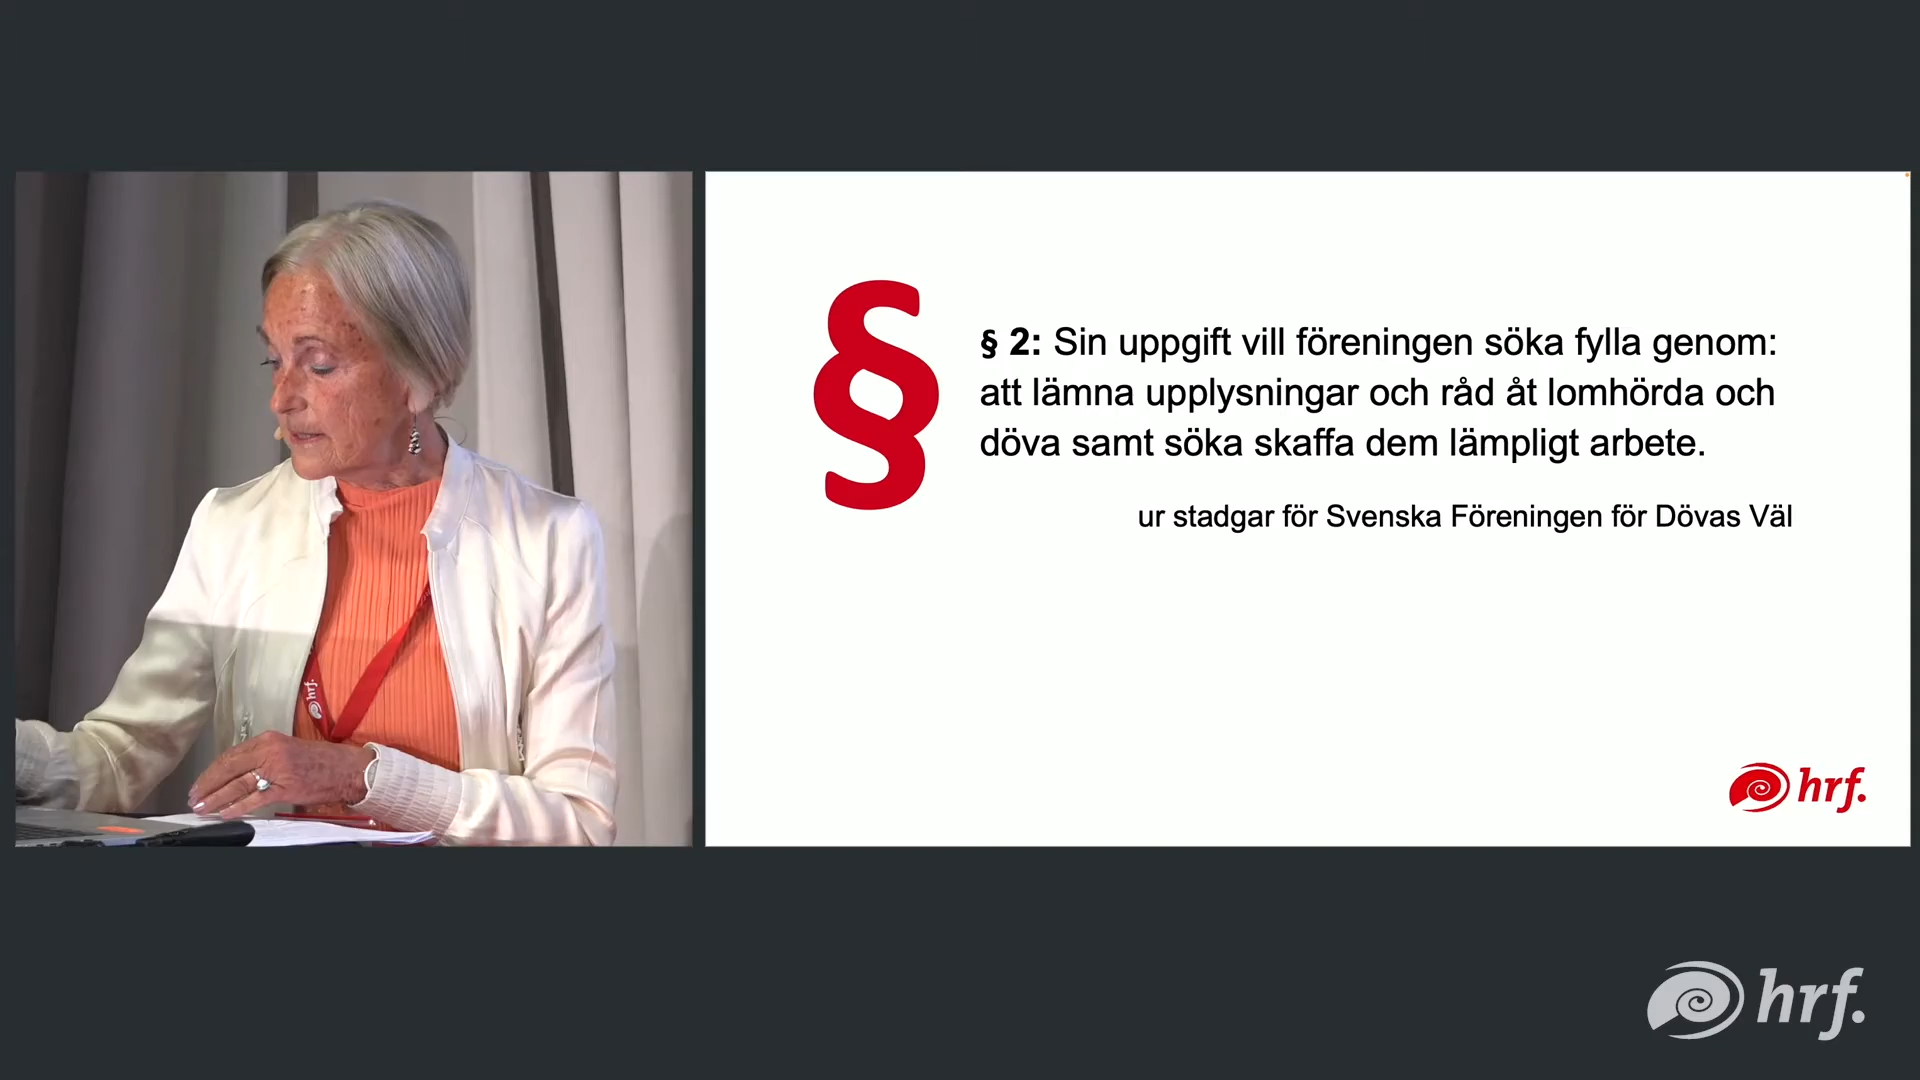 §
§ 2: Sin uppgift vill föreningen söka fylla genom:
att lämna upplysningar och råd åt lomhörda och
döva samt söka skaffa dem lämpligt arbete.
ur stadgar för Svenska Föreningen för Dövas Väl
hrf.
hrf.
hrf.